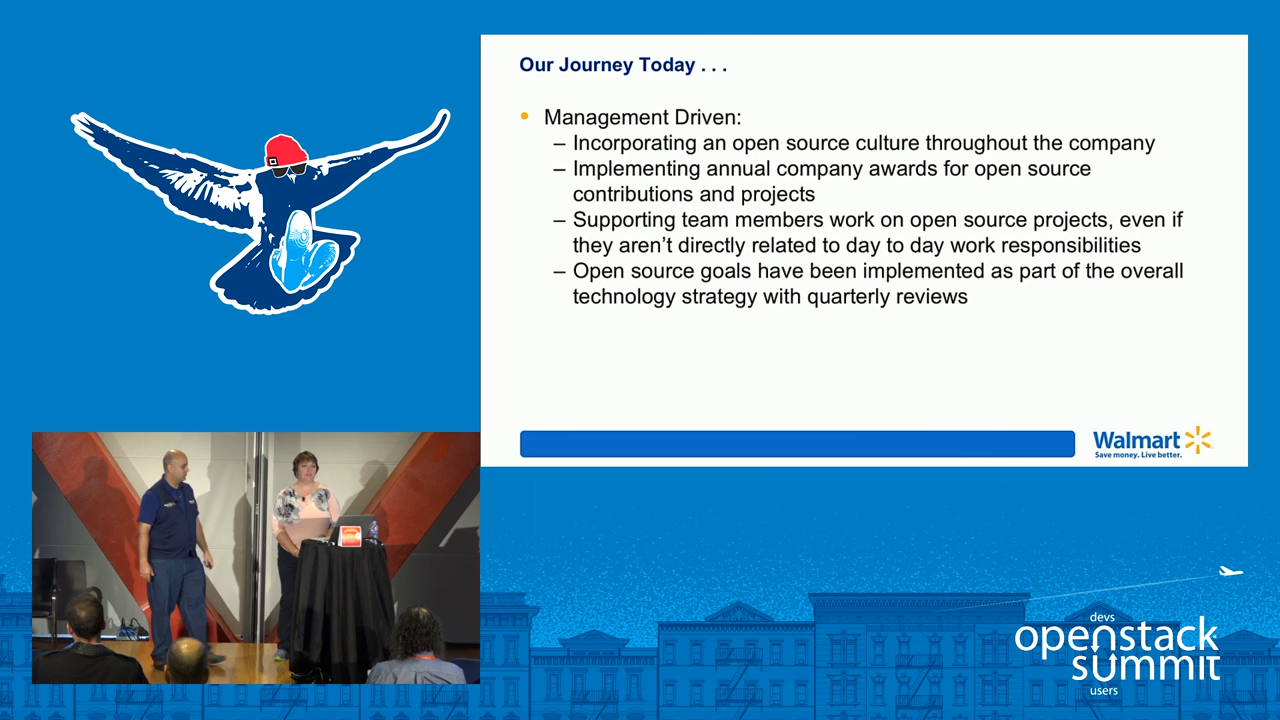 Our Journey Today . . .
• Management Driven:
– Incorporating an open source culture throughout the company
– Implementing annual company awards for open source
contributions and projects
– Supporting team members work on open source projects, even if
they aren’t directly related to day to day work responsibilities
– Open source goals have been implemented as part of the overall
technology strategy with quarterly reviews
Walmart
Save money. Live better.
devs
openstack
summit
users